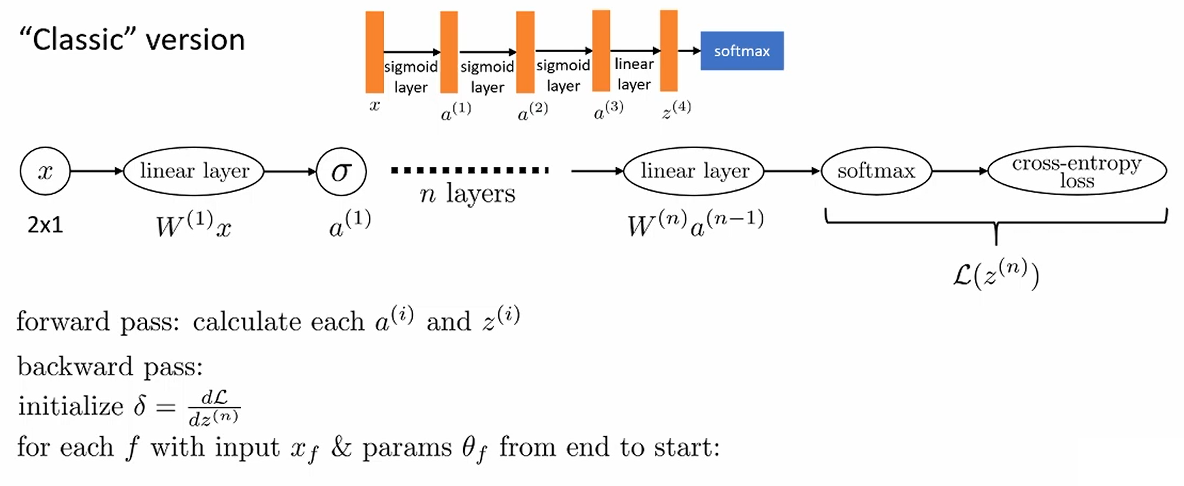 “Classic” version
sigmoid layer
sigmoid layer
sigmoid layer
linear layer
softmax
x
a^(1)
a^(2)
a^(3)
z^(4)
x
linear layer
σ
n layers
linear layer
softmax
cross-entropy
loss
2x1
W^(1)x
a^(1)
W^(n)a^(n−1)
ℒ(z^(n))
forward pass: calculate each a^(i) and z^(i)
backward pass:
initialize δ = dℒ/dz^(n)
for each f with input x_f & params θ_f from end to start: